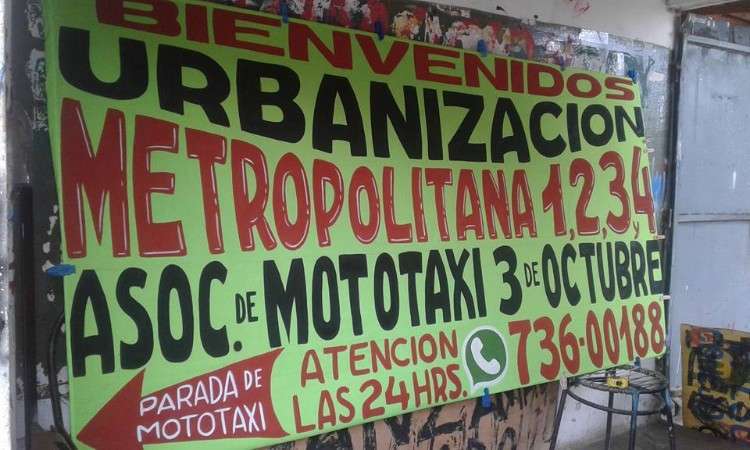 BIENVENIDOS
URBANIZACION
METROPOLITANA 1,2,3 y 4
ASOC. DE MOTOTAXI 3 DE OCTUBRE
PARADA DE
MOTOTAXI
ATENCION
LAS 24 HRS.
736-00188